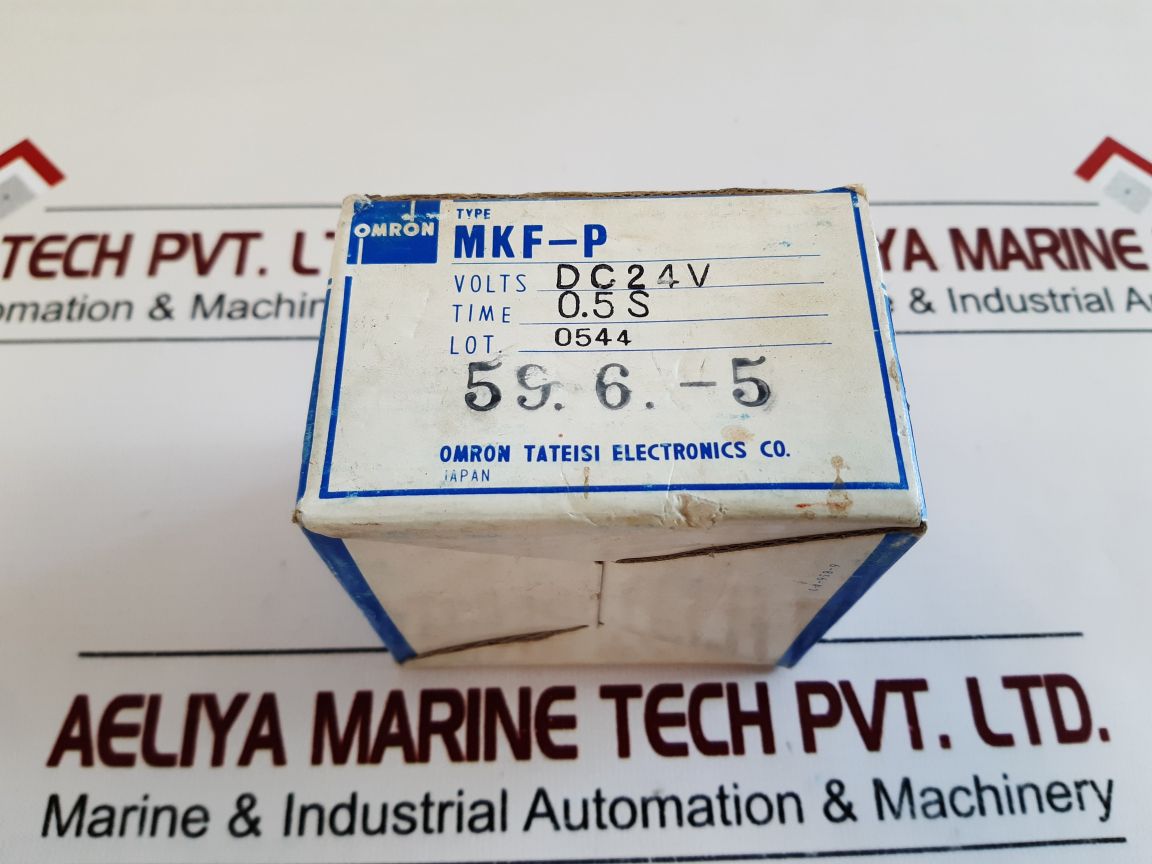 OMRON
TYPE
MKF-P
VOLTS DC24V
TIME 0.5S
LOT. 0544
59. 6. -5
OMRON TATEISI ELECTRONICS CO.
JAPAN
TECH PVT. LT
omation & Machin
YA MARINE
& Industrial Au
AELIYA MARINE TECH PVT. LTD.
Marine & Industrial Automation & Machinery